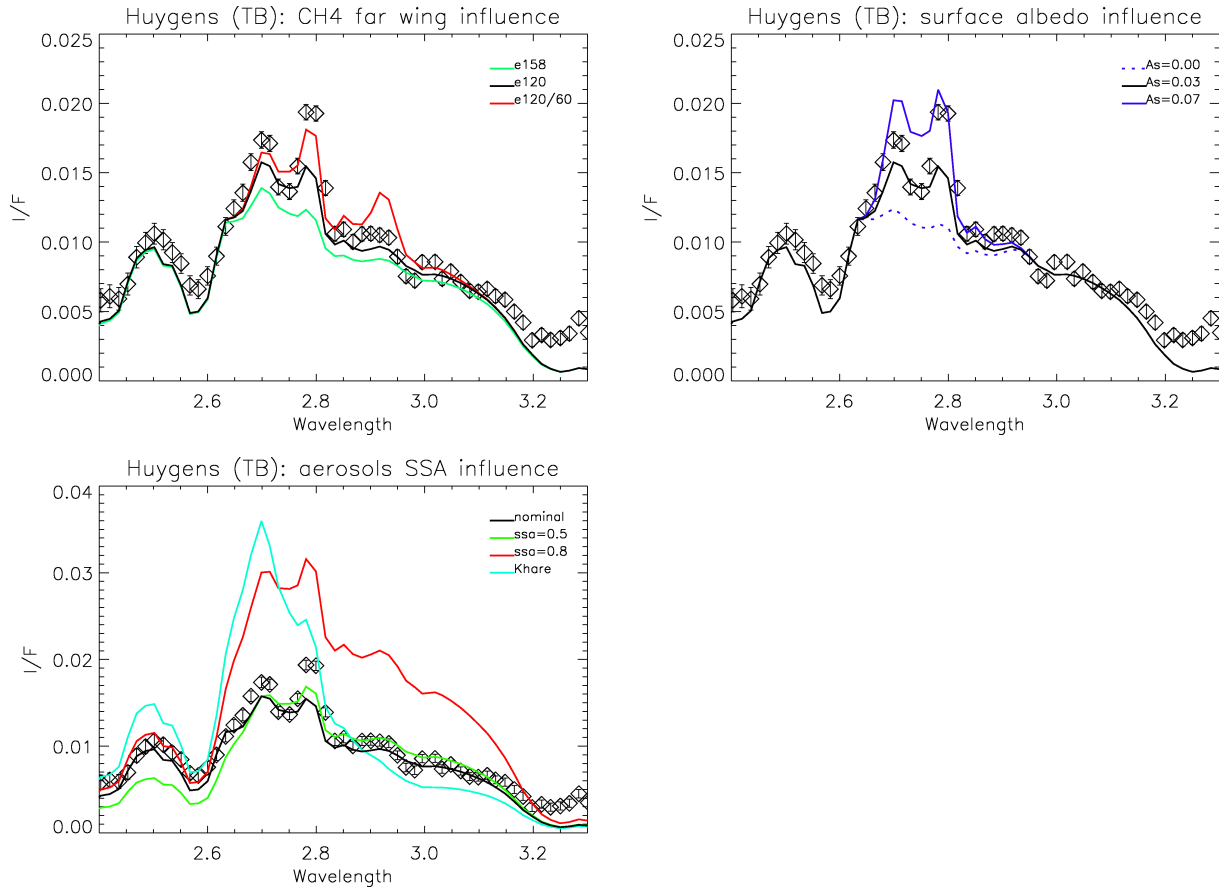 Huygens (TB): CH4 far wing influence
0.025
0.020
0.015
0.010
0.005
0.000
I/F
e158
e120
e120/60
2.6
2.8
3.0
3.2
Wavelength
Huygens (TB): surface albedo influence
0.025
0.020
0.015
0.010
0.005
0.000
I/F
As=0.00
As=0.03
As=0.07
2.6
2.8
3.0
3.2
Wavelength
Huygens (TB): aerosols SSA influence
0.04
0.03
0.02
0.01
0.00
I/F
nominal
ssa=0.5
ssa=0.8
Khare
2.6
2.8
3.0
3.2
Wavelength